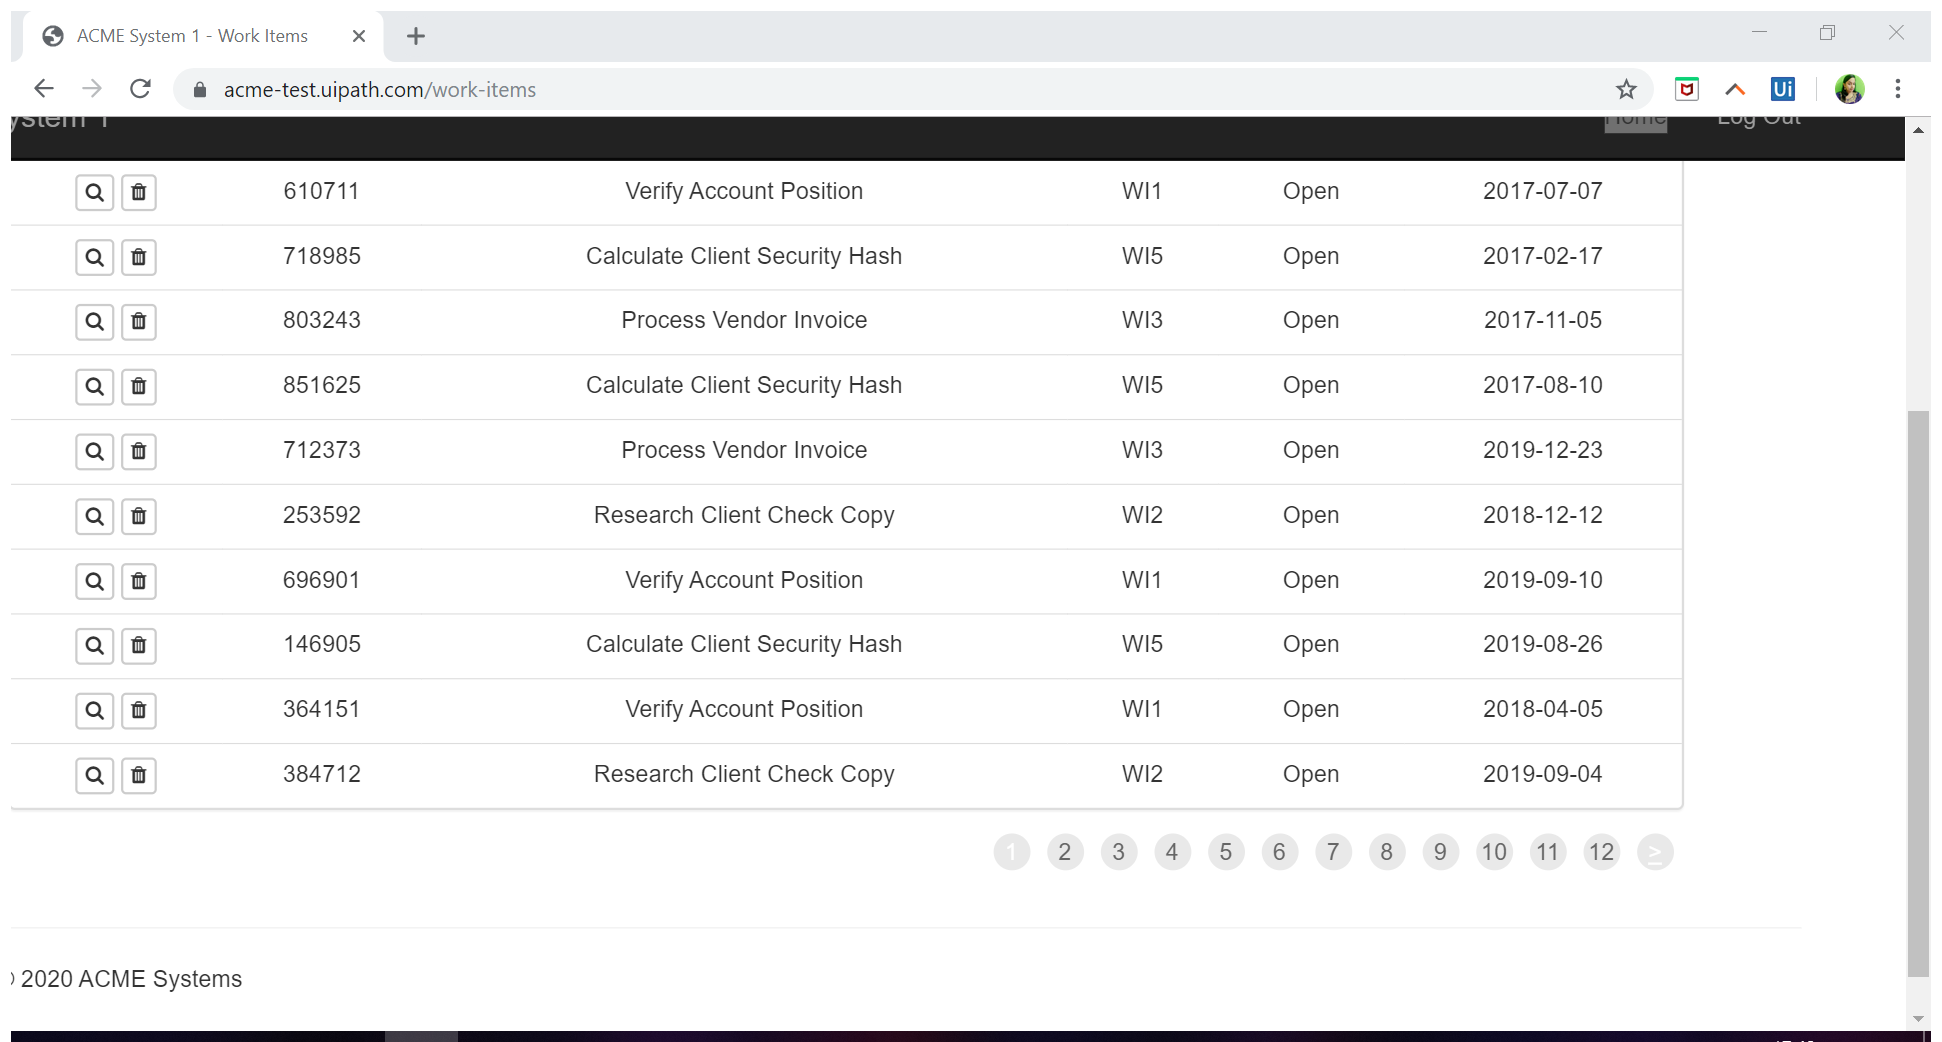 ACME System 1 - Work Items
acme-test.uipath.com/work-items
Ui
ystem 1
Home Log Out
610711 Verify Account Position WI1 Open 2017-07-07
718985 Calculate Client Security Hash WI5 Open 2017-02-17
803243 Process Vendor Invoice WI3 Open 2017-11-05
851625 Calculate Client Security Hash WI5 Open 2017-08-10
712373 Process Vendor Invoice WI3 Open 2019-12-23
253592 Research Client Check Copy WI2 Open 2018-12-12
696901 Verify Account Position WI1 Open 2019-09-10
146905 Calculate Client Security Hash WI5 Open 2019-08-26
364151 Verify Account Position WI1 Open 2018-04-05
384712 Research Client Check Copy WI2 Open 2019-09-04
1 2 3 4 5 6 7 8 9 10 11 12 >
© 2020 ACME Systems